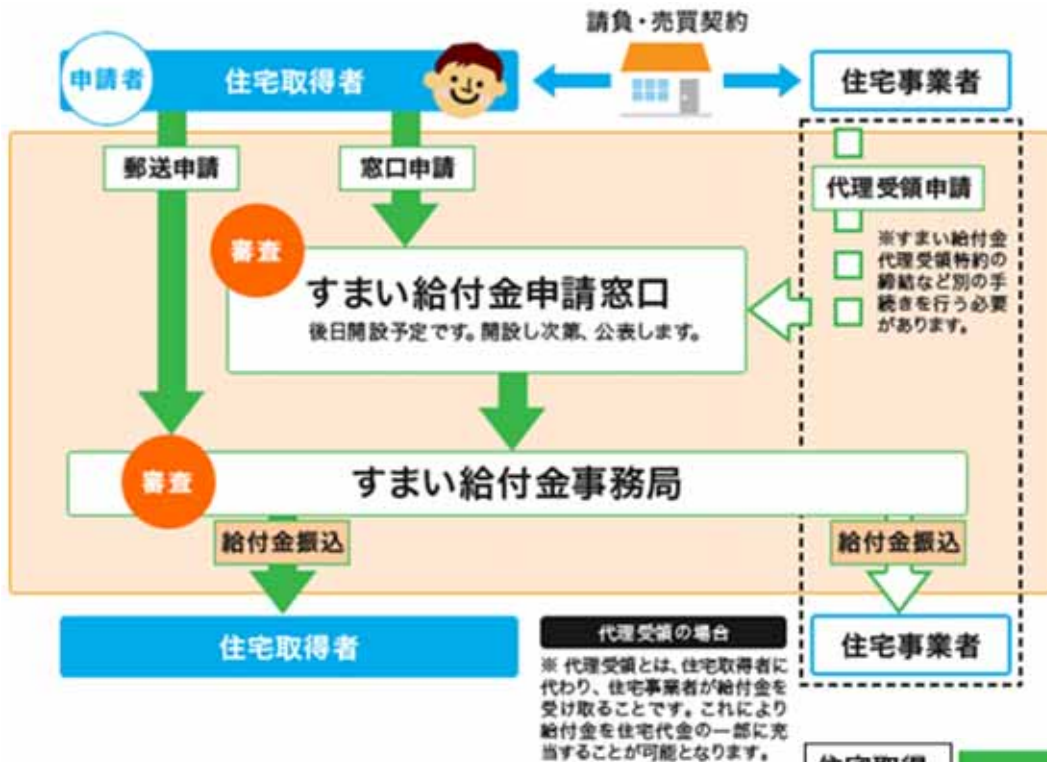 請負・売買契約
申請者
住宅取得者
住宅事業者
郵送申請
窓口申請
代理受領申請
審査
すまい給付金申請窓口
後日開設予定です。開設し次第、公表します。
※すまい給付金
代理受領特約の
締結など別の手
続きを行う必要
があります。
審査
すまい給付金事務局
給付金振込
給付金振込
住宅取得者
代理受領の場合
※ 代理受領とは、住宅取得者に
代わり、住宅事業者が給付金を
受け取ることです。これにより
給付金を住宅代金の一部に充
当することが可能となります。
住宅事業者
住宅取得